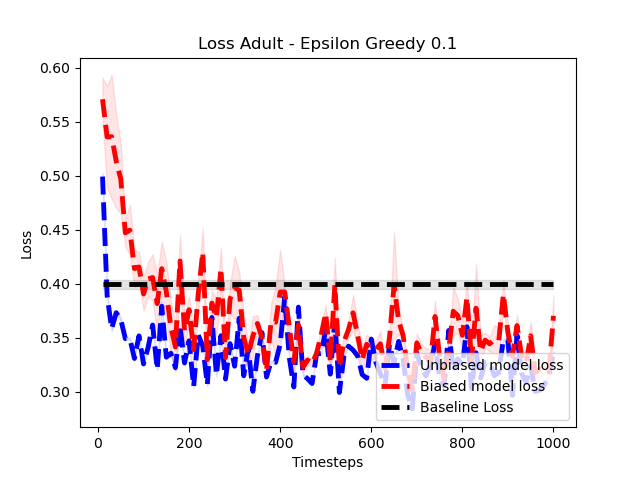 Loss Adult - Epsilon Greedy 0.1
0.60
0.55
0.50
0.45
0.40
0.35
0.30
Loss
Unbiased model loss
Biased model loss
Baseline Loss
0 200 400 600 800 1000
Timesteps